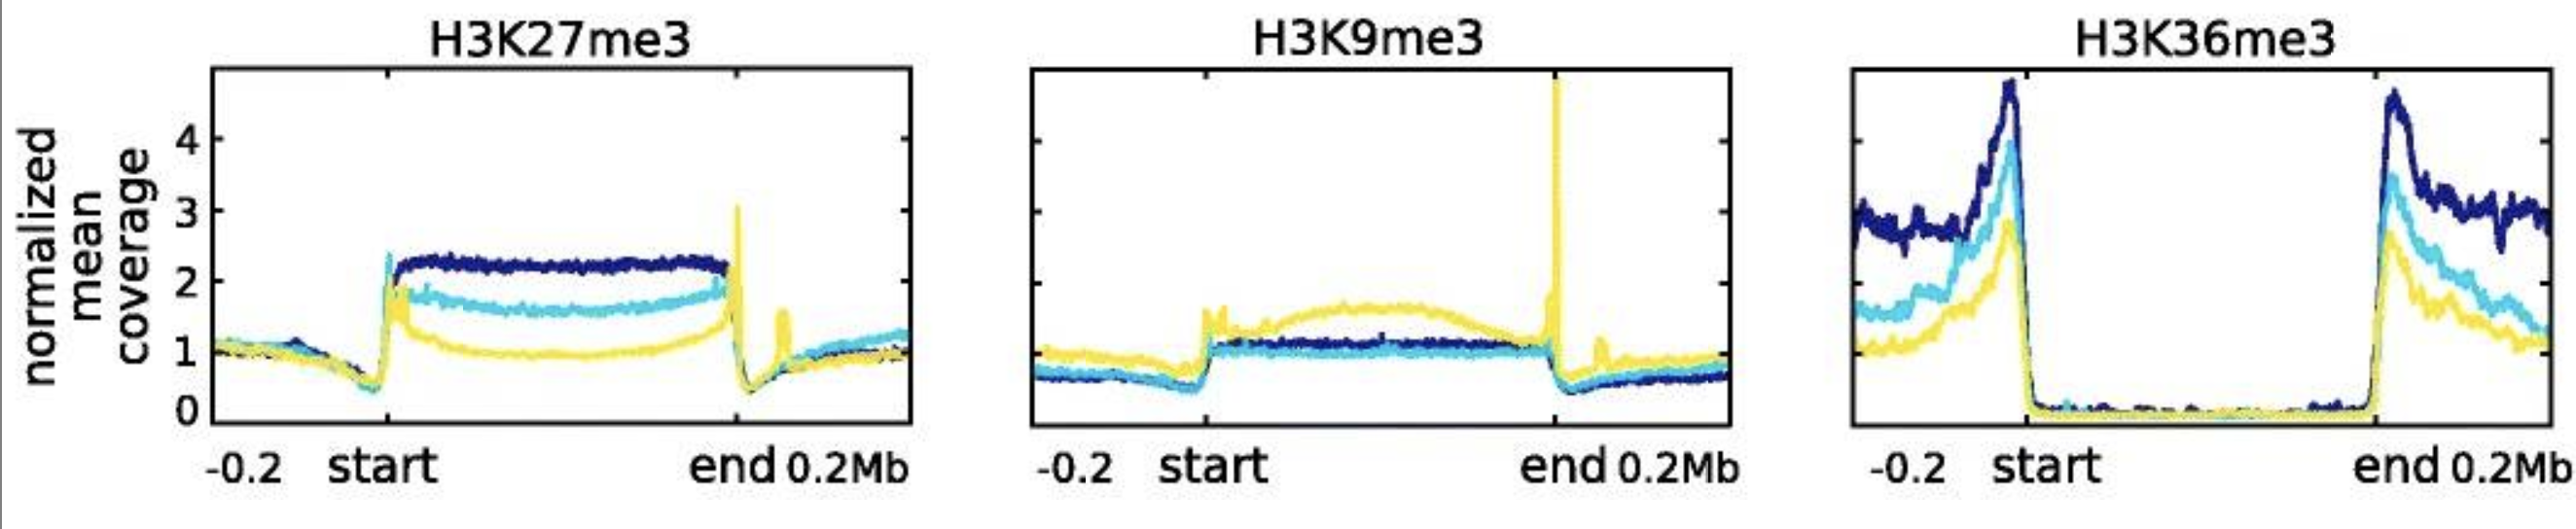 H3K27me3
H3K9me3
H3K36me3
normalized
mean
coverage
4
3
2
1
0
-0.2 start end 0.2Mb
-0.2 start end 0.2Mb
-0.2 start end 0.2Mb